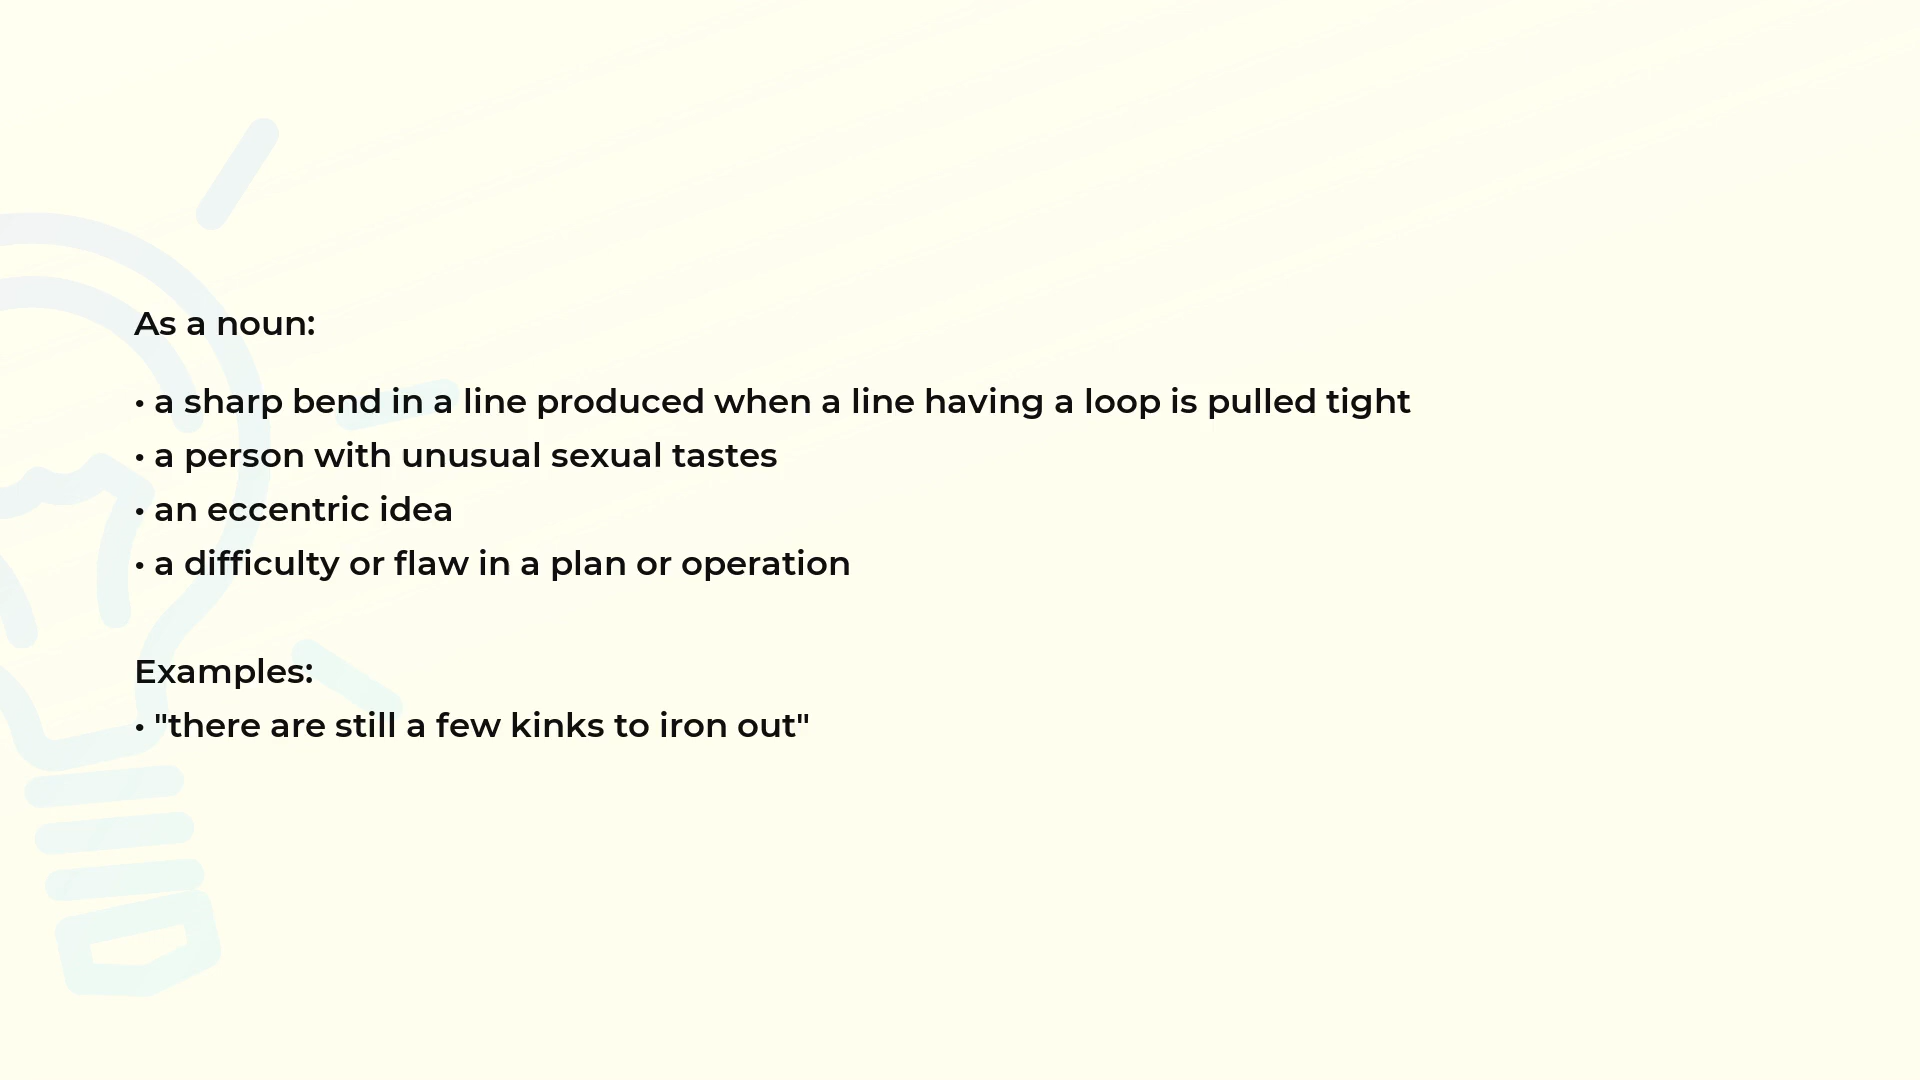 As a noun:
• a sharp bend in a line produced when a line having a loop is pulled tight
• a person with unusual sexual tastes
• an eccentric idea
• a difficulty or flaw in a plan or operation
Examples:
• "there are still a few kinks to iron out"